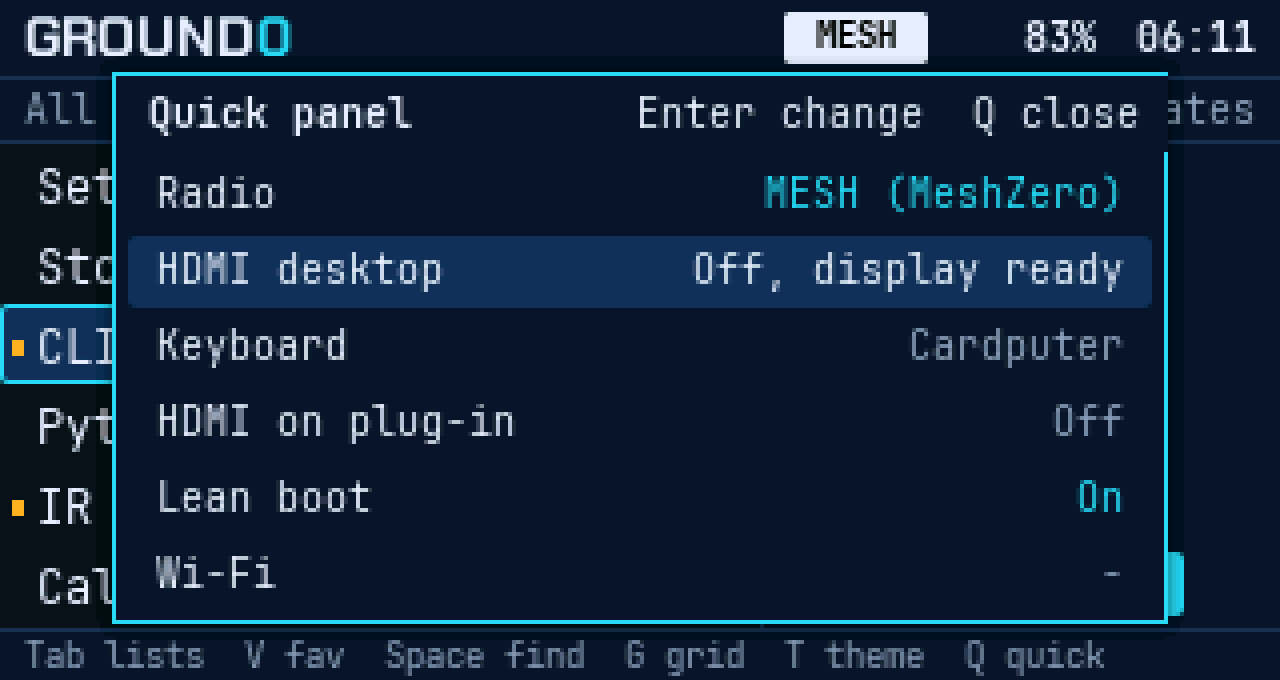 GROUND0 MESH 83% 06:11
All ates
Quick panel Enter change Q close
Set
Radio MESH (MeshZero)
Sto
HDMI desktop Off, display ready
CLI
Keyboard Cardputer
Pyt
HDMI on plug-in Off
IR
Lean boot On
Cal
Wi-Fi -
Tab lists V fav Space find G grid T theme Q quick